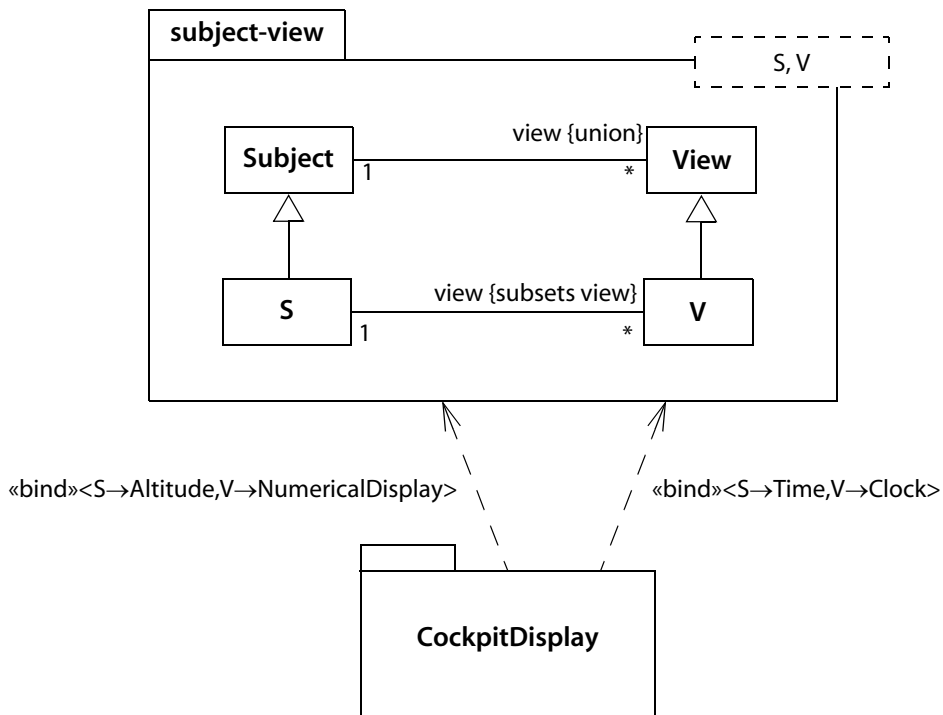 subject-view
S, V
view {union}
Subject
View
1
*
view {subsets view}
S
V
1
*
«bind»<S→Altitude,V→NumericalDisplay>
«bind»<S→Time,V→Clock>
CockpitDisplay